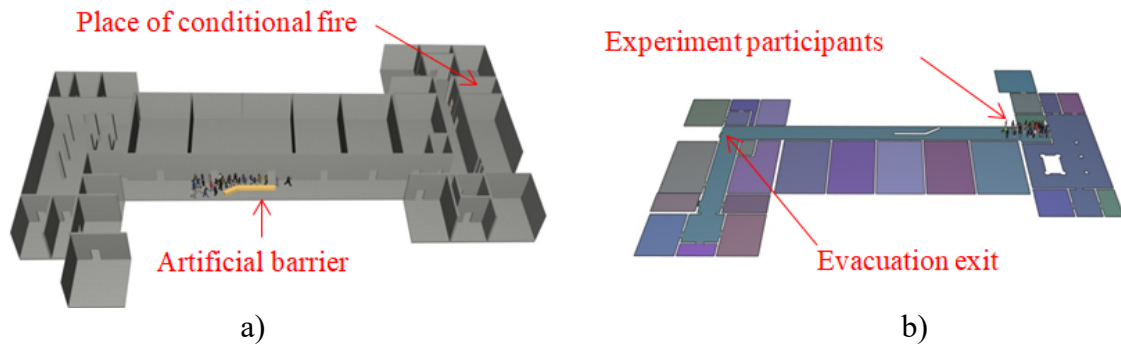 Place of conditional fire
Experiment participants
Artificial barrier
Evacuation exit
a)
b)